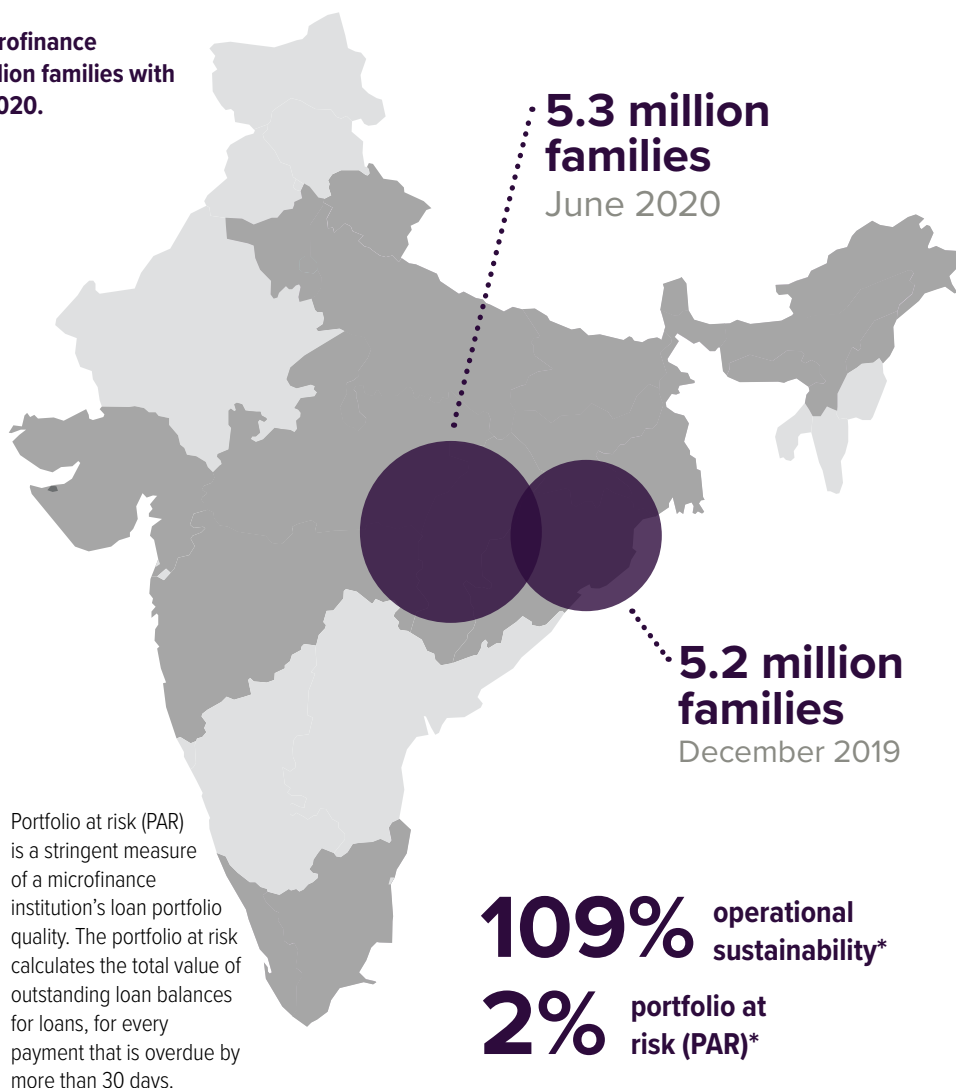 rofinance
lion families with
020.
5.3 million
families
June 2020
5.2 million
families
December 2019
Portfolio at risk (PAR)
is a stringent measure
of a microfinance
institution’s loan portfolio
quality. The portfolio at risk
calculates the total value of
outstanding loan balances
for loans, for every
payment that is overdue by
more than 30 days.
109% operational
sustainability*
2% portfolio at
risk (PAR)*